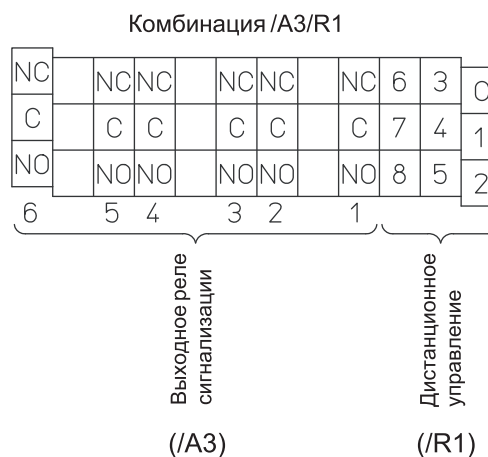 Комбинация /A3/R1
NC NC NC NC NC NC 6 3 0
C C C C C C 7 4 1
NO NO NO NO NO NO 8 5 2
6 5 4 3 2 1
Выходное реле
сигнализации
Дистанционное
управление
(/A3) (/R1)